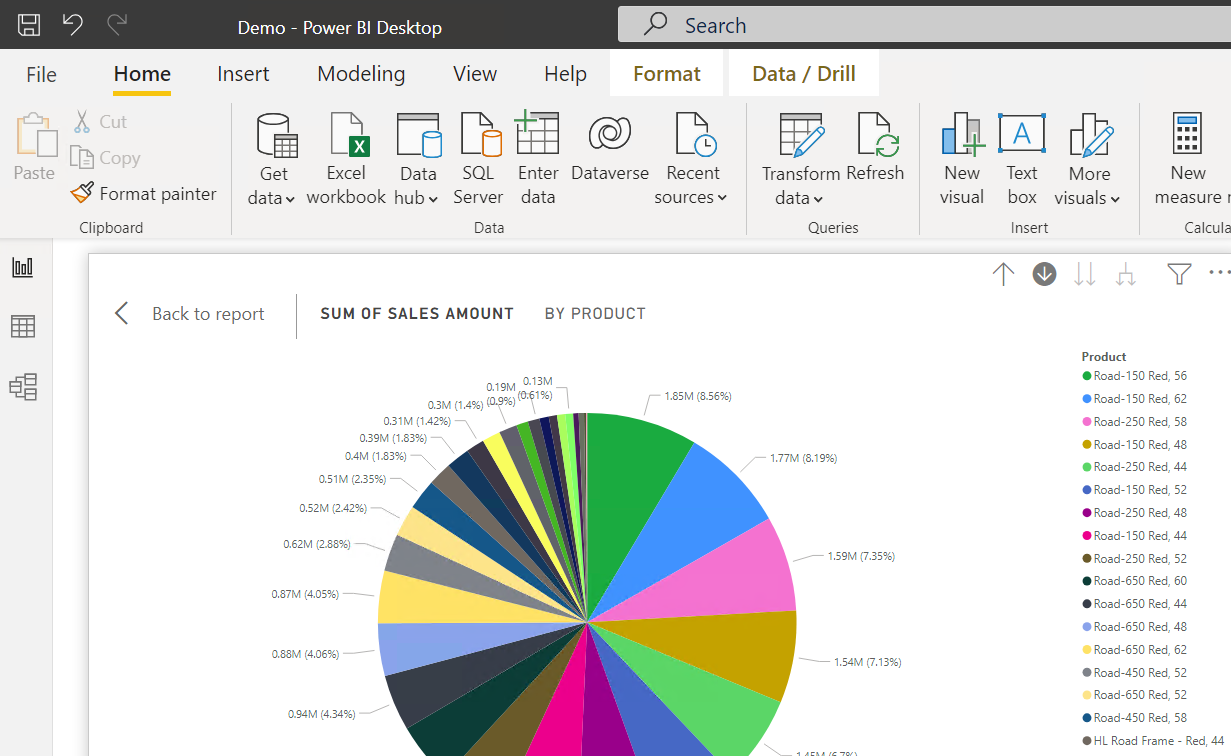 Demo - Power BI Desktop
Search
File Home Insert Modeling View Help Format Data / Drill
Paste
Cut
Copy
Format painter
Clipboard
Get data
Excel workbook
X
Data hub
SQL Server
Enter data
Dataverse
Recent sources
Data
Transform data
Refresh
Queries
New visual
A
Text box
More visuals
Insert
New measure
Back to report
SUM OF SALES AMOUNT BY PRODUCT
0.13M (0.61%)
0.19M (0.9%)
0.3M (1.4%)
0.31M (1.42%)
0.39M (1.83%)
0.4M (1.83%)
0.51M (2.35%)
0.52M (2.42%)
0.62M (2.88%)
0.87M (4.05%)
0.88M (4.06%)
0.94M (4.34%)
1.85M (8.56%)
1.77M (8.19%)
1.59M (7.35%)
1.54M (7.13%)
Product
Road-150 Red, 56
Road-150 Red, 62
Road-250 Red, 58
Road-150 Red, 48
Road-250 Red, 44
Road-150 Red, 52
Road-250 Red, 48
Road-150 Red, 44
Road-250 Red, 52
Road-650 Red, 60
Road-650 Red, 44
Road-650 Red, 48
Road-650 Red, 62
Road-450 Red, 52
Road-650 Red, 52
Road-450 Red, 58
HL Road Frame - Red, 44